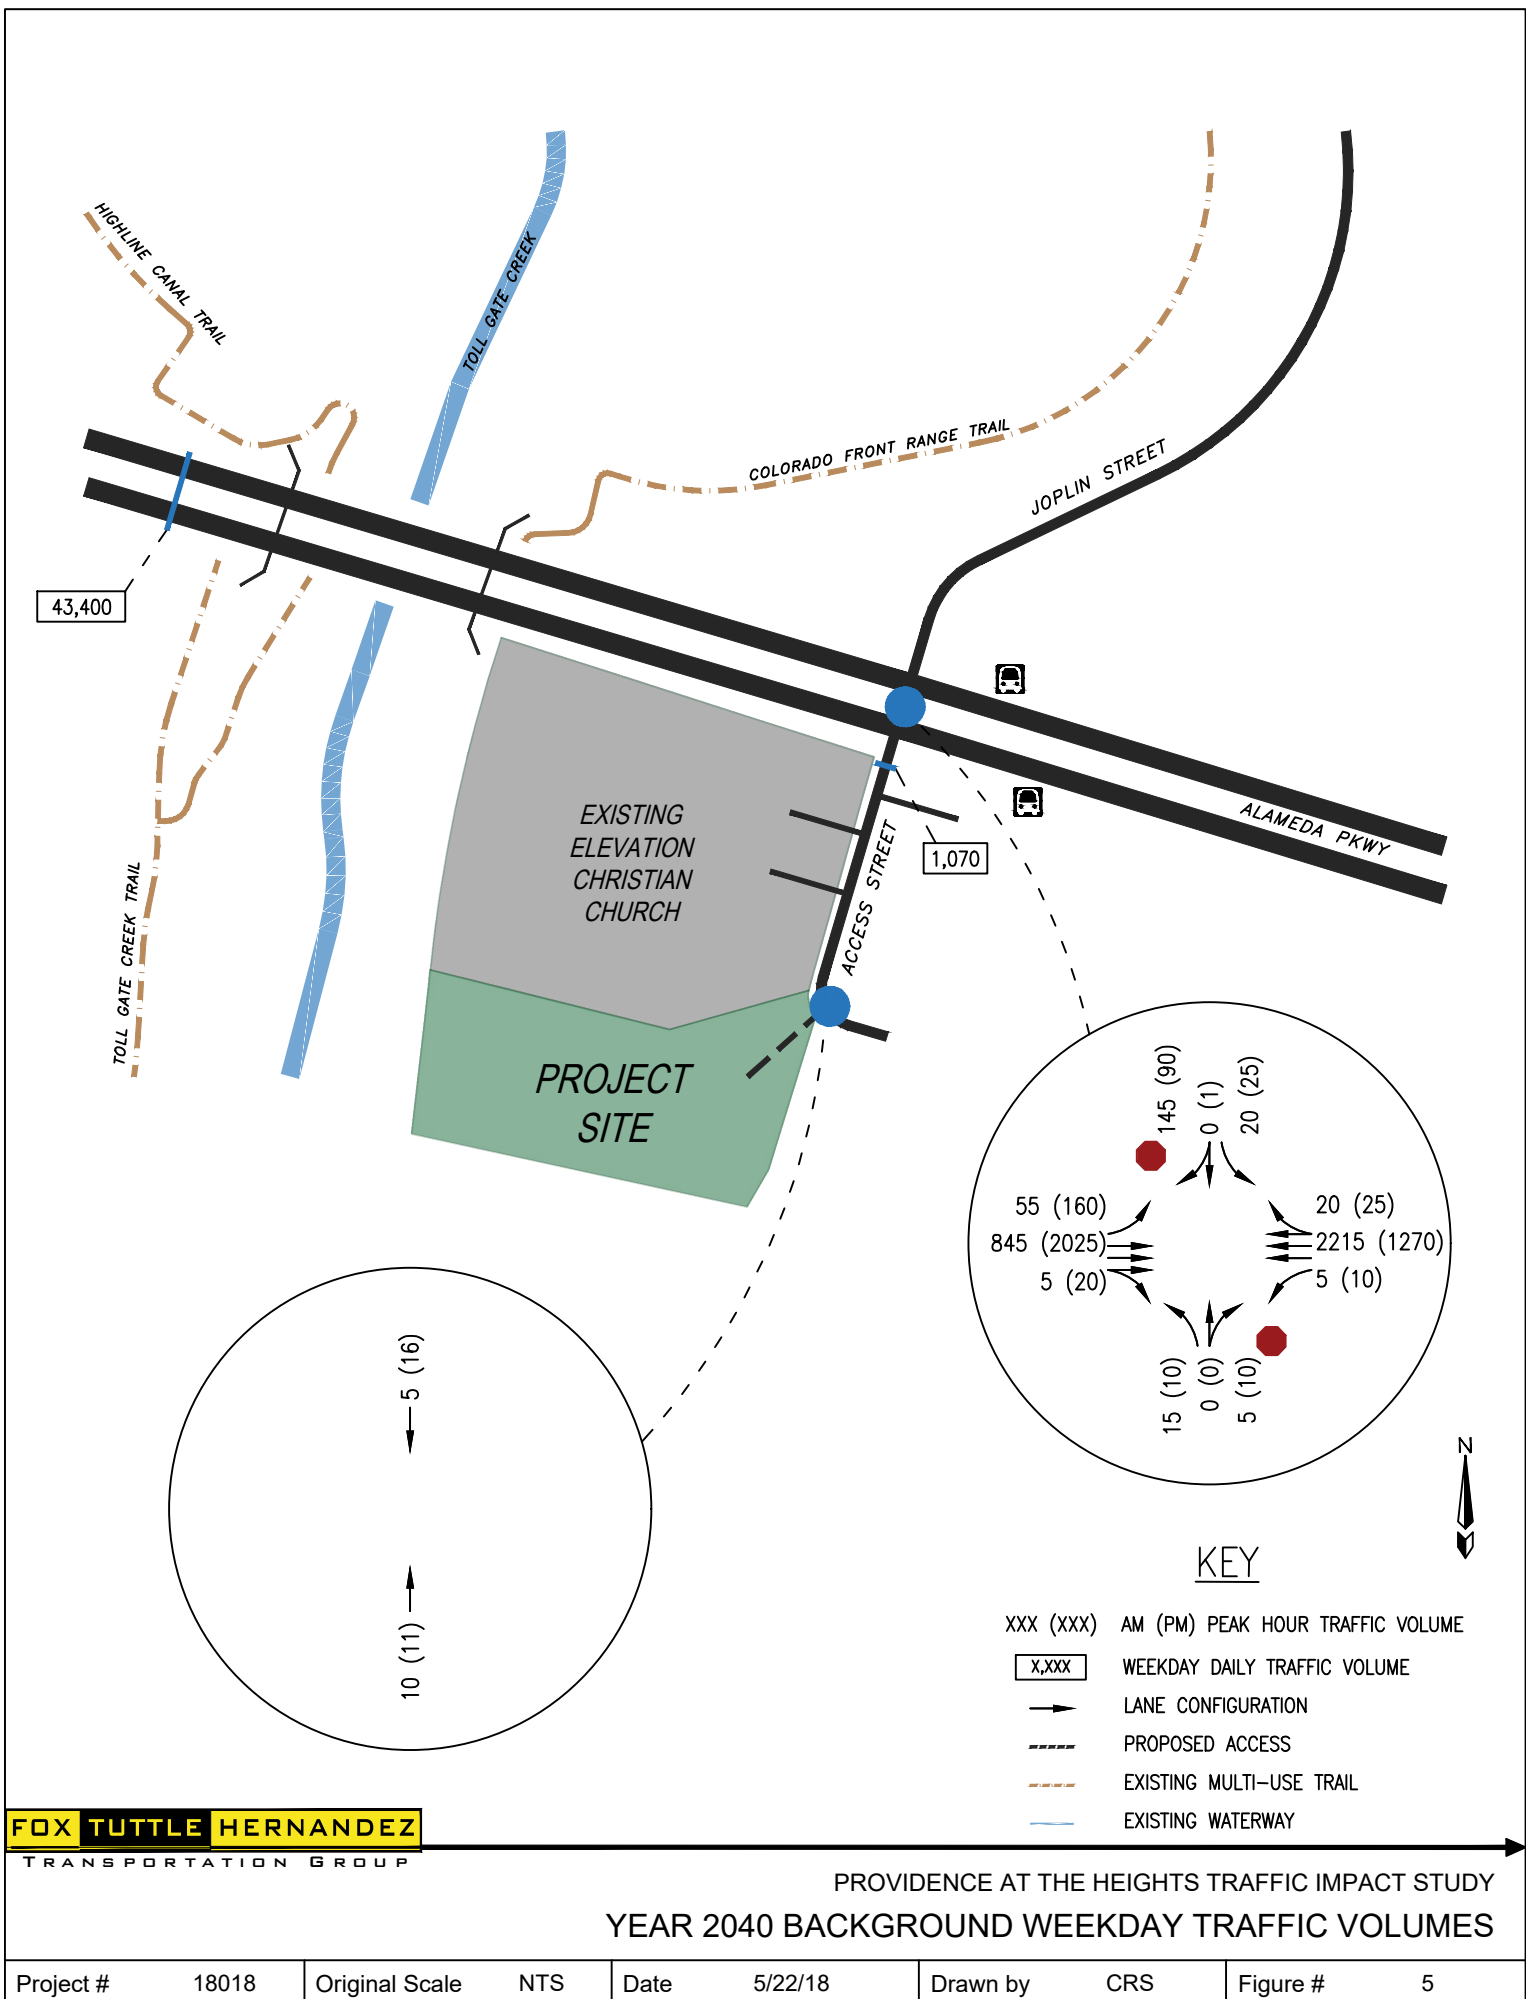 HIGHLINE CANAL TRAIL
TOLL GATE CREEK
COLORADO FRONT RANGE TRAIL
JOPLIN STREET
43,400
EXISTING
ELEVATION
CHRISTIAN
CHURCH
ALAMEDA PKWY
1,070
ACCESS STREET
TOLL GATE CREEK TRAIL
PROJECT
SITE
145 (90)
0 (1)
20 (25)
55 (160)
845 (2025)
5 (20)
20 (25)
2215 (1270)
5 (10)
15 (10)
0 (0)
5 (10)
5 (16)
10 (11)
N
KEY
XXX (XXX) AM (PM) PEAK HOUR TRAFFIC VOLUME
X,XXX WEEKDAY DAILY TRAFFIC VOLUME
LANE CONFIGURATION
PROPOSED ACCESS
EXISTING MULTI-USE TRAIL
EXISTING WATERWAY
FOX TUTTLE HERNANDEZ
TRANSPORTATION GROUP
PROVIDENCE AT THE HEIGHTS TRAFFIC IMPACT STUDY
YEAR 2040 BACKGROUND WEEKDAY TRAFFIC VOLUMES
Project # 18018 Original Scale NTS Date 5/22/18 Drawn by CRS Figure # 5